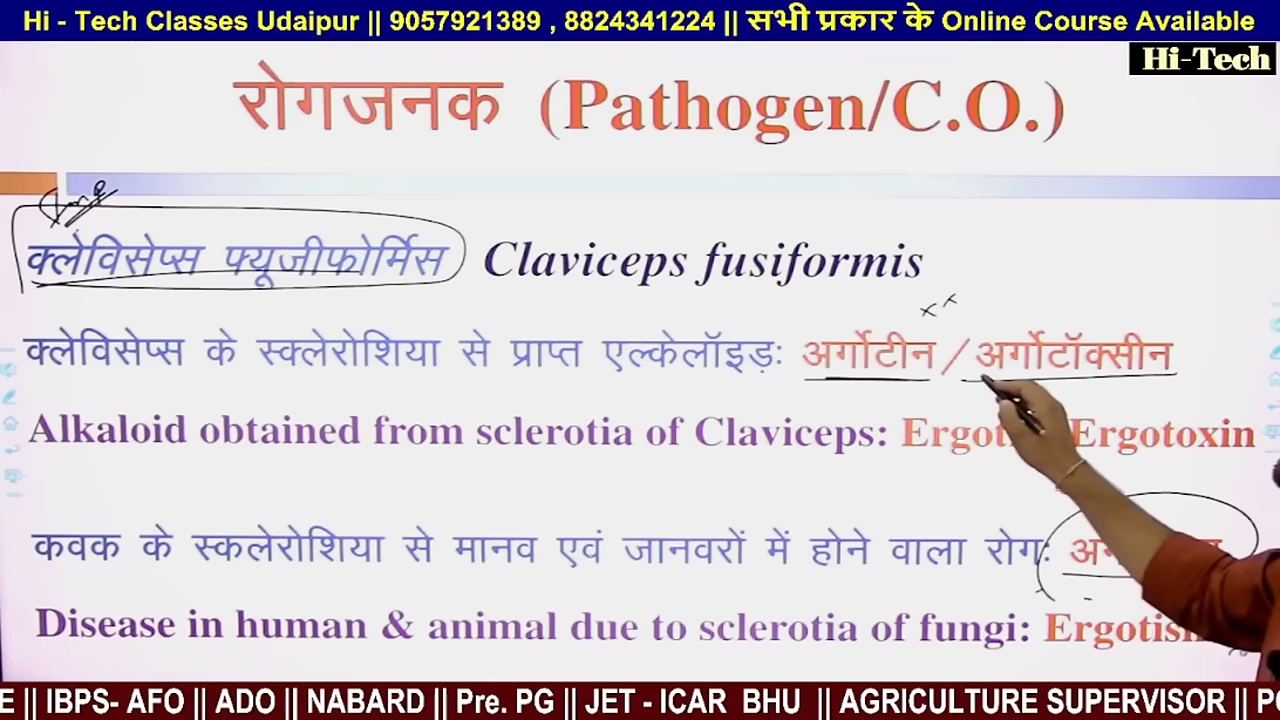 Hi - Tech Classes Udaipur || 9057921389 , 8824341224 || सभी प्रकार के Online Course Available
Hi-Tech
रोगजनक (Pathogen/C.O.)
क्लेविसेप्स फ्यूजीफोर्मिस Claviceps fusiformis
क्लेविसेप्स के स्क्लेरोशिया से प्राप्त एल्केलॉइडः अर्गोटीन/अर्गोटॉक्सीन
Alkaloid obtained from sclerotia of Claviceps: Ergotoxin
कवक के स्कलेरोशिया से मानव एवं जानवरों में होने वाला रोगः
Disease in human & animal due to sclerotia of fungi:
E || IBPS- AFO || ADO || NABARD || Pre. PG || JET - ICAR BHU || AGRICULTURE SUPERVISOR ||